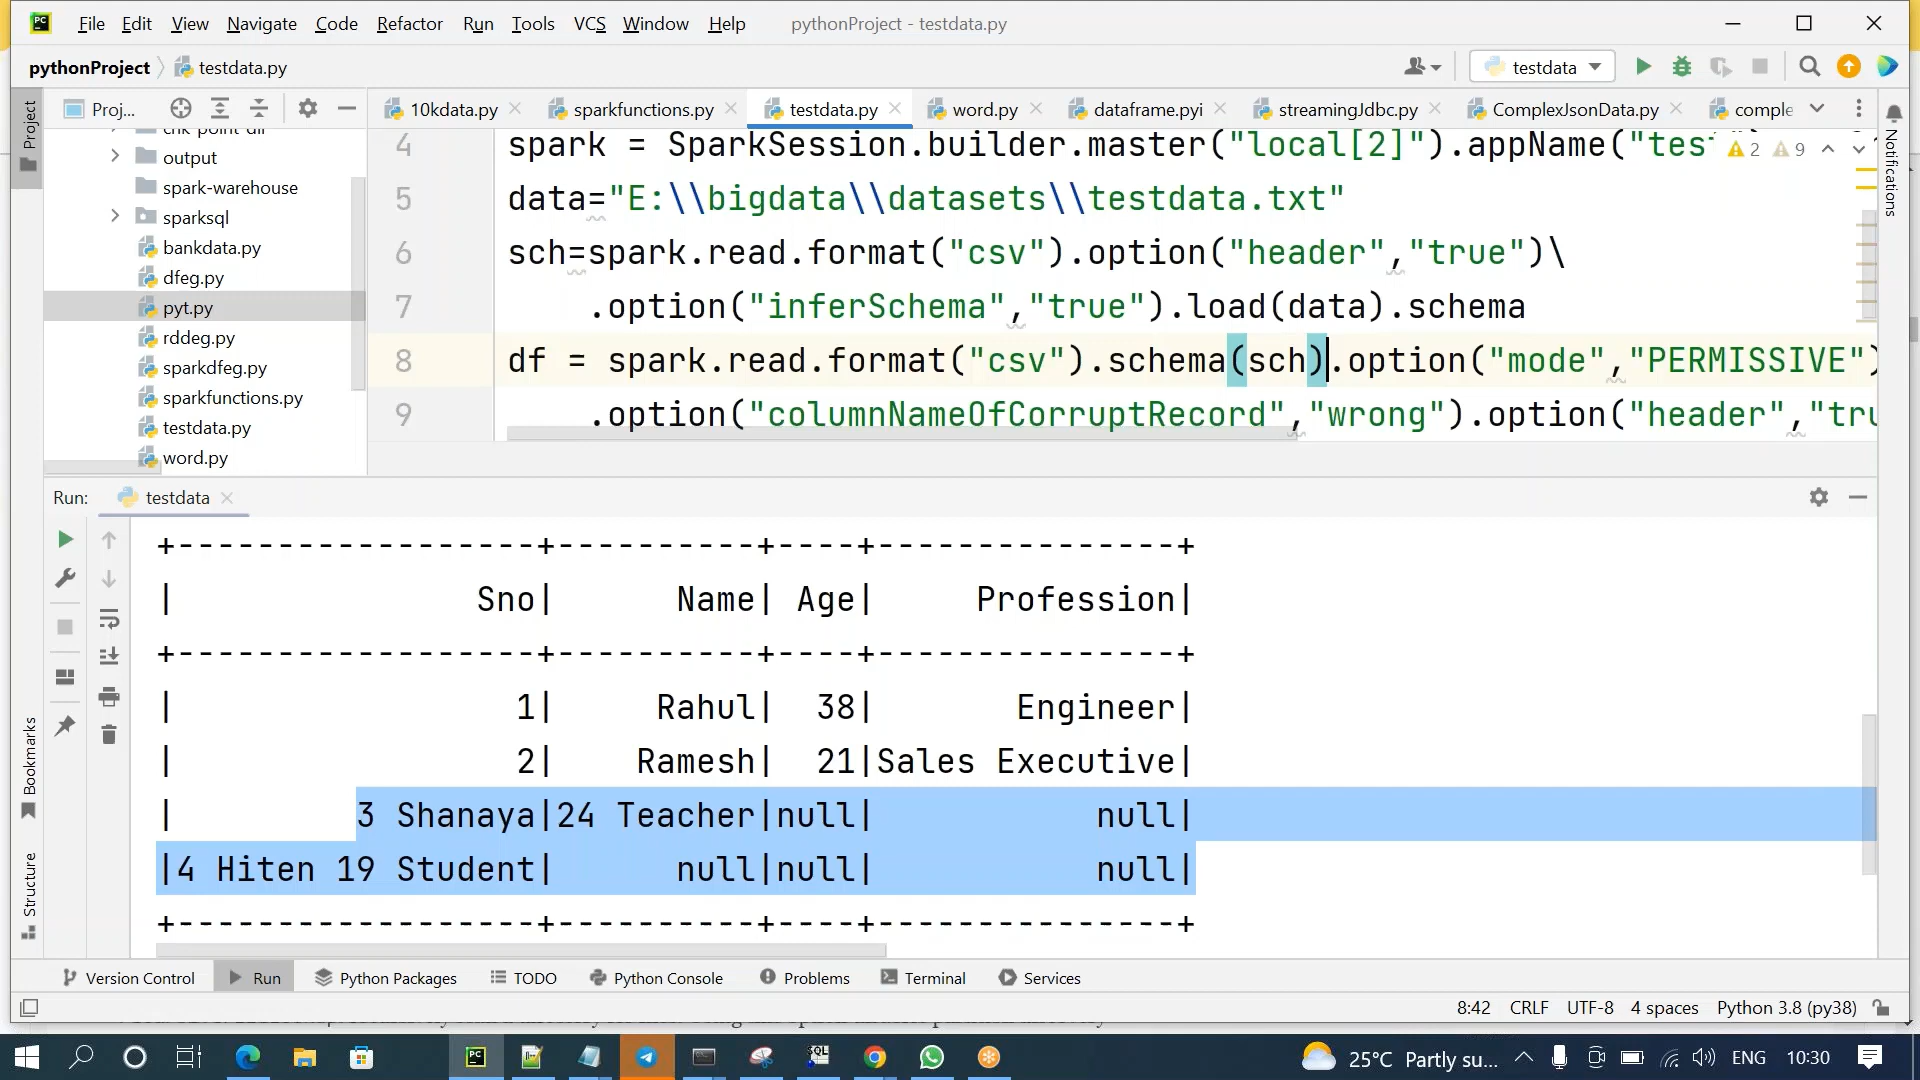 File Edit View Navigate Code Refactor Run Tools VCS Window Help pythonProject - testdata.py
pythonProject testdata.py testdata
Project Proj... 10kdata.py sparkfunctions.py testdata.py word.py dataframe.pyi streamingJdbc.py ComplexJsonData.py comple
Notifications
output
spark-warehouse
sparksql
bankdata.py
dfeg.py
pyt.py
rddeg.py
sparkdfeg.py
sparkfunctions.py
testdata.py
word.py
4 spark = SparkSession.builder.master("local[2]").appName("tes 2 9
5 data="E:\\bigdata\\datasets\\testdata.txt"
6 sch=spark.read.format("csv").option("header","true")\
7 .option("inferSchema","true").load(data).schema
8 df = spark.read.format("csv").schema(sch).option("mode","PERMISSIVE")
9 .option("columnNameOfCorruptRecord","wrong").option("header","tru
Run: testdata
+------------------+----------+----+---------------+
| Sno| Name| Age| Profession|
+------------------+----------+----+---------------+
| 1| Rahul| 38| Engineer|
| 2| Ramesh| 21|Sales Executive|
| 3 Shanaya|24 Teacher|null| null|
|4 Hiten 19 Student| null|null| null|
+------------------+----------+----+---------------+
Bookmarks
Structure
Version Control Run Python Packages TODO Python Console Problems Terminal Services
8:42 CRLF UTF-8 4 spaces Python 3.8 (py38)
25°C Partly su... ENG 10:30